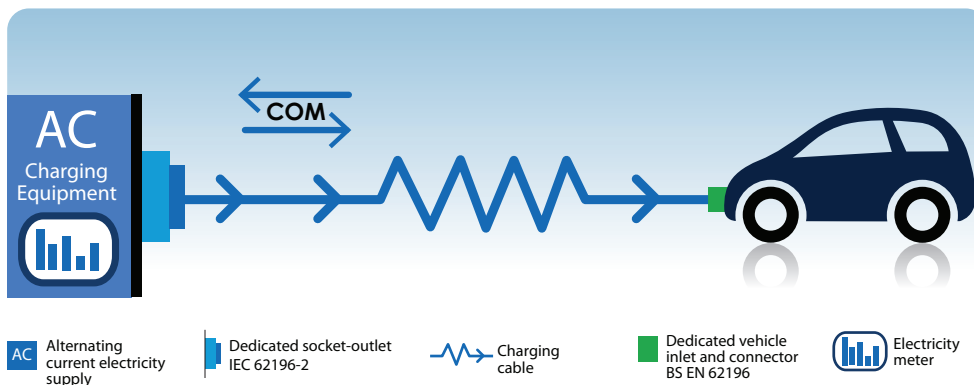 AC
Charging
Equipment
COM
AC
Alternating
current electricity
supply
Dedicated socket-outlet
IEC 62196-2
Charging
cable
Dedicated vehicle
inlet and connector
BS EN 62196
Electricity
meter